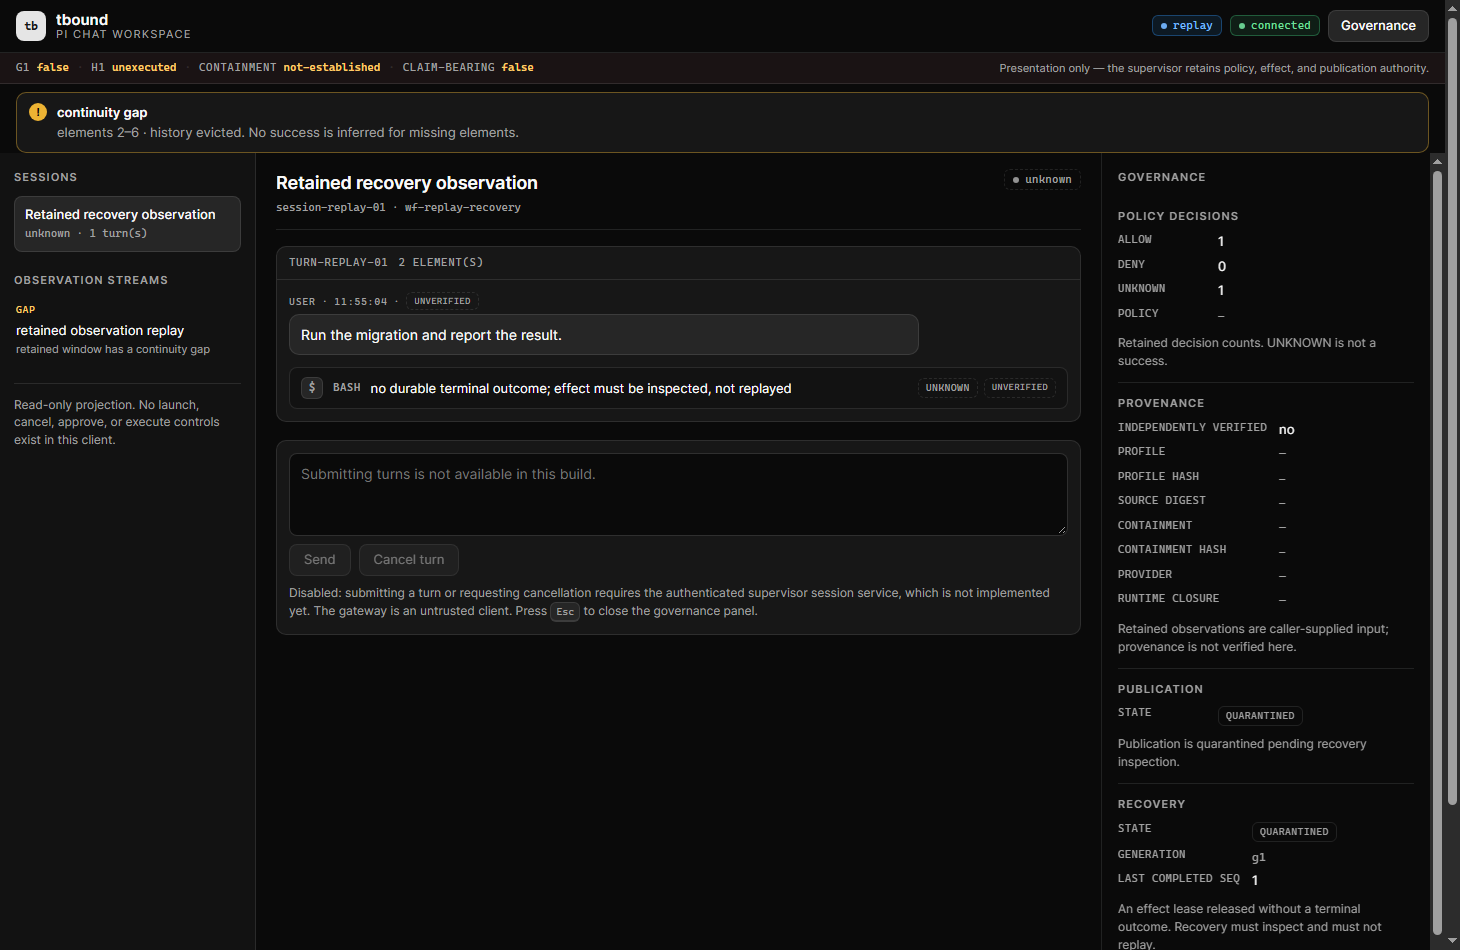 tb
tbound
PI CHAT WORKSPACE
replay
connected
Governance
G1 false · H1 unexecuted · CONTAINMENT not-established · CLAIM-BEARING false
Presentation only — the supervisor retains policy, effect, and publication authority.
!
continuity gap
elements 2–6 · history evicted. No success is inferred for missing elements.
SESSIONS
Retained recovery observation
unknown · 1 turn(s)
OBSERVATION STREAMS
GAP
retained observation replay
retained window has a continuity gap
Read-only projection. No launch,
cancel, approve, or execute controls
exist in this client.
Retained recovery observation
unknown
session-replay-01 · wf-replay-recovery
TURN-REPLAY-01 2 ELEMENT(S)
USER · 11:55:04 · UNVERIFIED
Run the migration and report the result.
$ BASH no durable terminal outcome; effect must be inspected, not replayed UNKNOWN UNVERIFIED
Submitting turns is not available in this build.
Send
Cancel turn
Disabled: submitting a turn or requesting cancellation requires the authenticated supervisor session service, which is not implemented
yet. The gateway is an untrusted client. Press Esc to close the governance panel.
GOVERNANCE
POLICY DECISIONS
ALLOW 1
DENY 0
UNKNOWN 1
POLICY —
Retained decision counts. UNKNOWN is not a
success.
PROVENANCE
INDEPENDENTLY VERIFIED no
PROFILE —
PROFILE HASH —
SOURCE DIGEST —
CONTAINMENT —
CONTAINMENT HASH —
PROVIDER —
RUNTIME CLOSURE —
Retained observations are caller-supplied input;
provenance is not verified here.
PUBLICATION
STATE QUARANTINED
Publication is quarantined pending recovery
inspection.
RECOVERY
STATE QUARANTINED
GENERATION g1
LAST COMPLETED SEQ 1
An effect lease released without a terminal
outcome. Recovery must inspect and must not
replay.